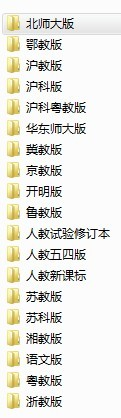 北师大版
鄂教版
沪教版
沪科版
沪科粤教版
华东师大版
冀教版
京教版
开明版
鲁教版
人教试验修订本
人教五四版
人教新课标
苏教版
苏科版
湘教版
语文版
粤教版
浙教版